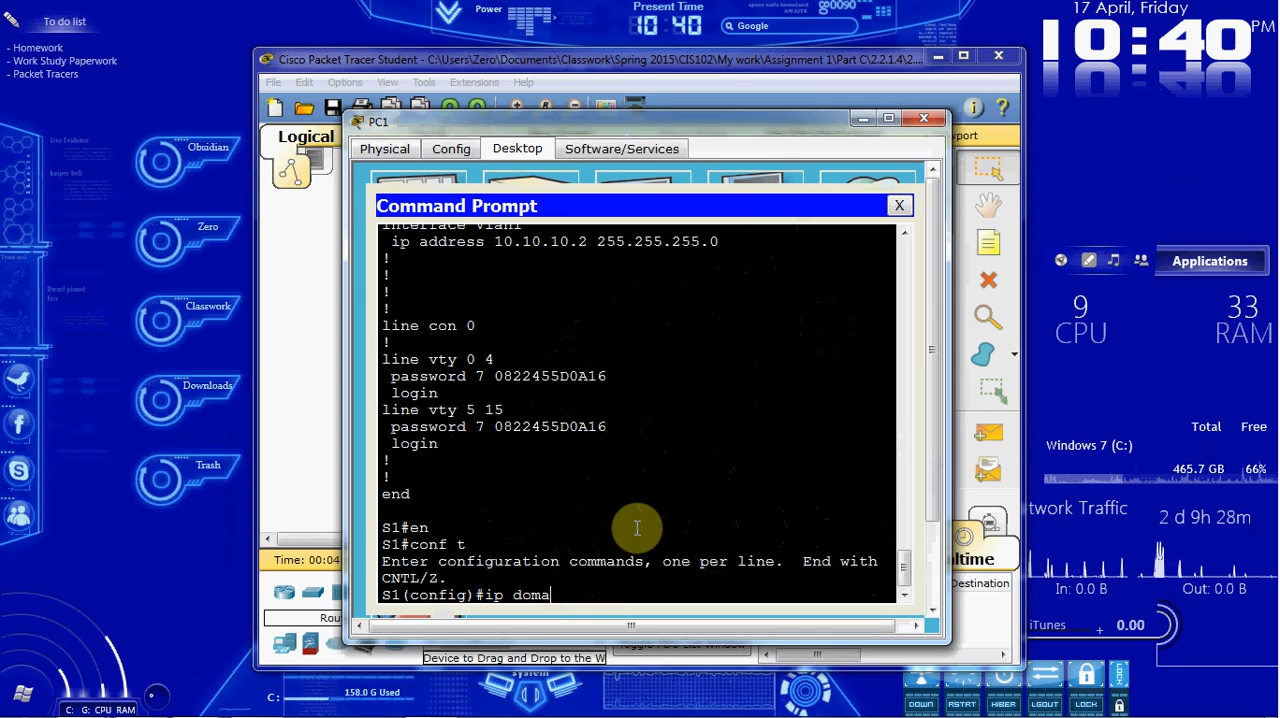 To do list
- Homework
- Work Study Paperwork
- Packet Tracers
Power
Present Time
10:40
Google
17 April, Friday
10:40 PM
Cisco Packet Tracer Student - C:\Users\Zero\Documents\Classwork\Spring 2015\CIS102\My work\Assignment 1\Part C\2.2.1.4\2....
File Edit Options View Tools Extensions Help
Logical
PC1
Physical Config Desktop Software/Services
Command Prompt X
ip address 10.10.10.2 255.255.255.0
!
!
!
!
line con 0
!
line vty 0 4
password 7 0822455D0A16
login
line vty 5 15
password 7 0822455D0A16
login
!
!
end
S1#en
S1#conf t
Enter configuration commands, one per line. End with
CNTL/Z.
S1(config)#ip doma
Time: 00:04
Device to Drag and Drop to the W
Obsidian
Zero
Classwork
Downloads
Trash
Applications
9 33
CPU RAM
Total Free
Windows 7 (C:)
465.7 GB 66%
twork Traffic
2 d 9h 28m
In: 0.0 B Out: 0.0 B
iTunes
+ 0.00
C: G: CPU RAM
C:
158.0 G Used
system
DOWN RSTRT HIBER LGOUT LOCK